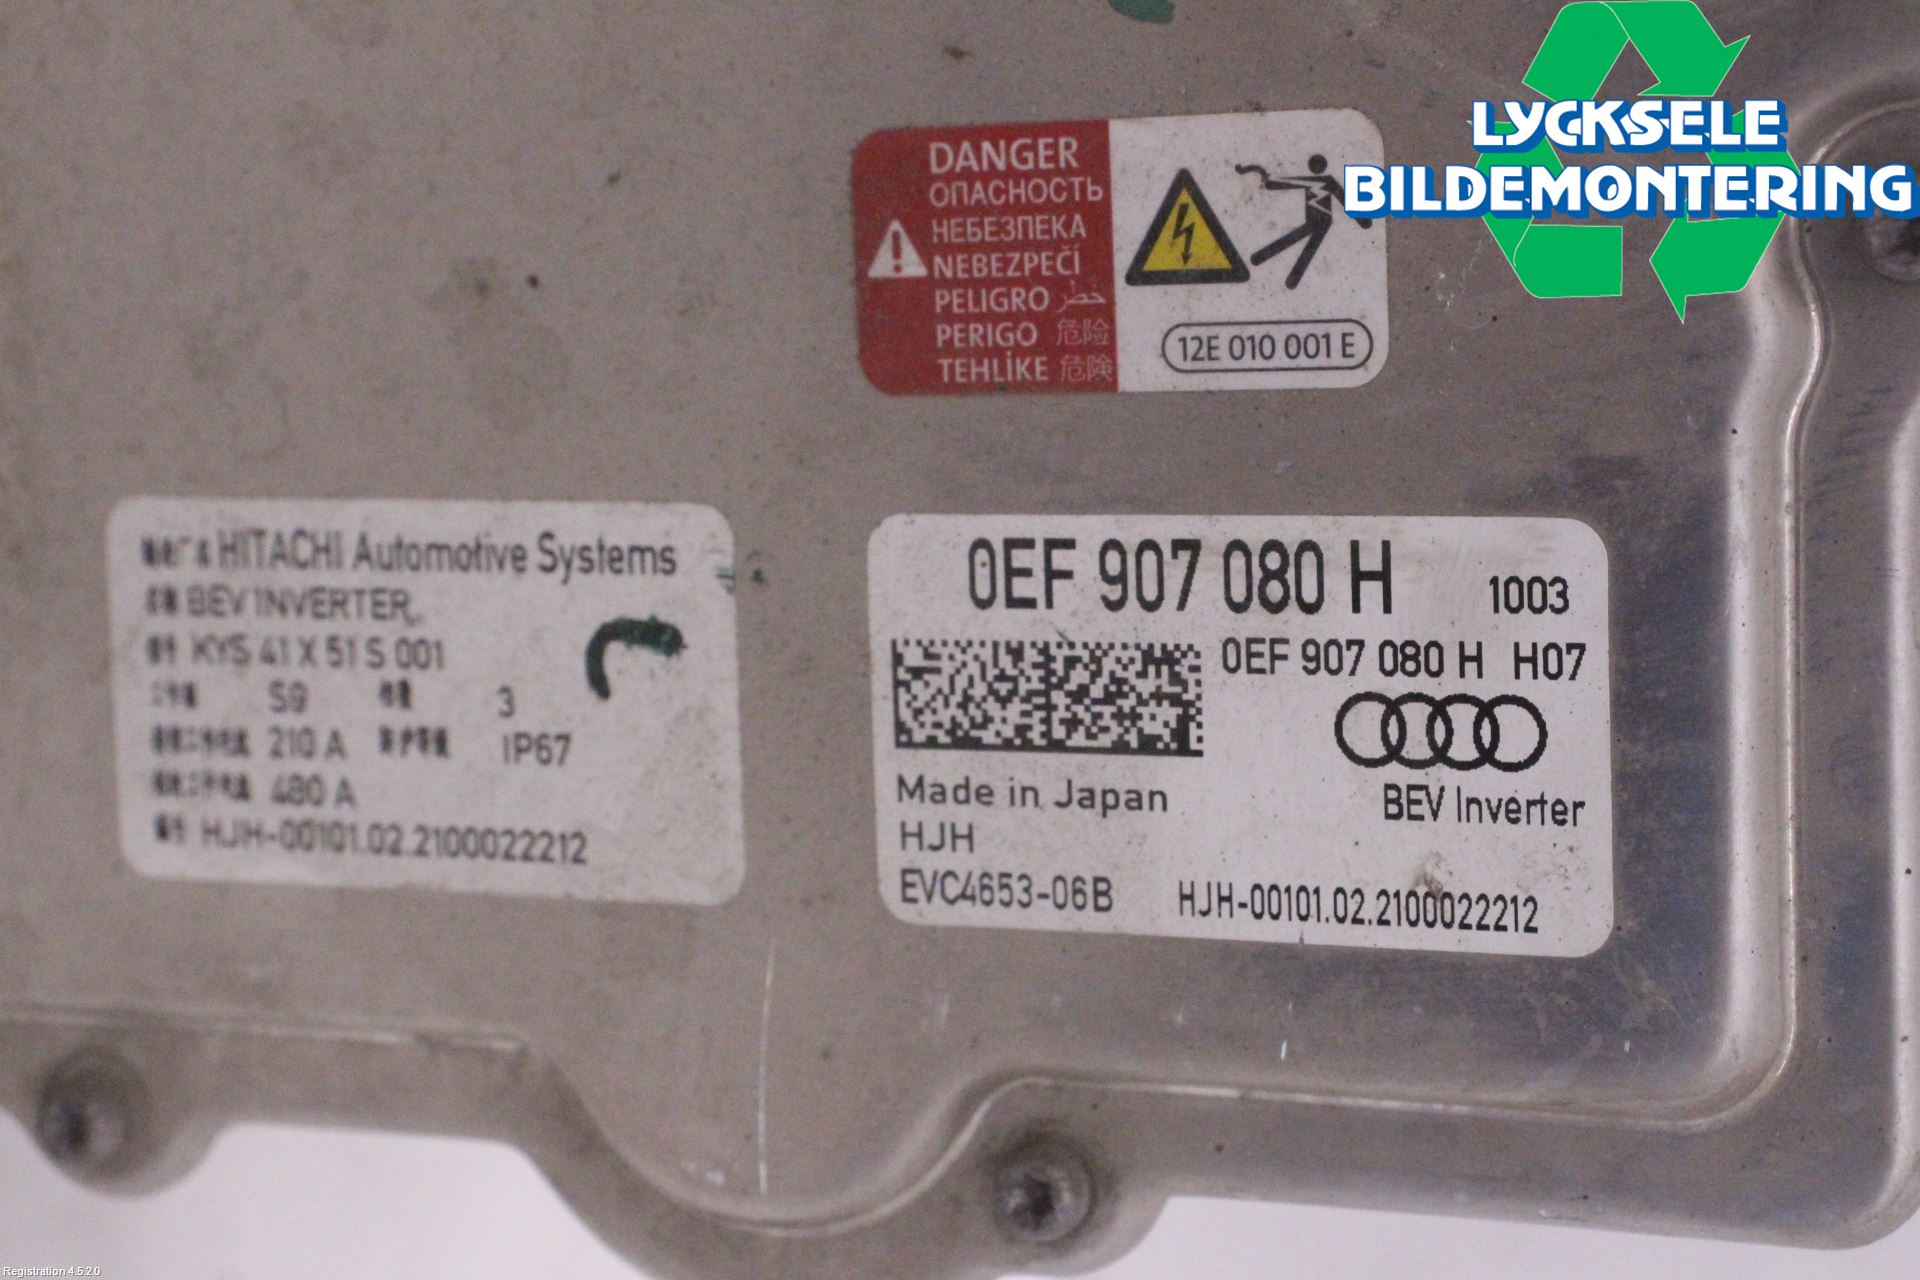 LYCKSELE
BILDEMONTERING
DANGER
ОПАСНОСТЬ
НЕБЕЗПЕКА
NEBEZPEČÍ
PELIGRO خطر
PERIGO 危险
TEHLİKE 危険
12E 010 001 E
HITACHI Automotive Systems
BEV INVERTER
KYS 41 X 51 S 001
S9 3
210 A IP67
480 A
HJH-00101.02.2100022212
0EF 907 080 H 1003
0EF 907 080 H H07
BEV Inverter
Made in Japan
HJH
EVC4653-06B HJH-00101.02.2100022212
Registration 4.5.2.0